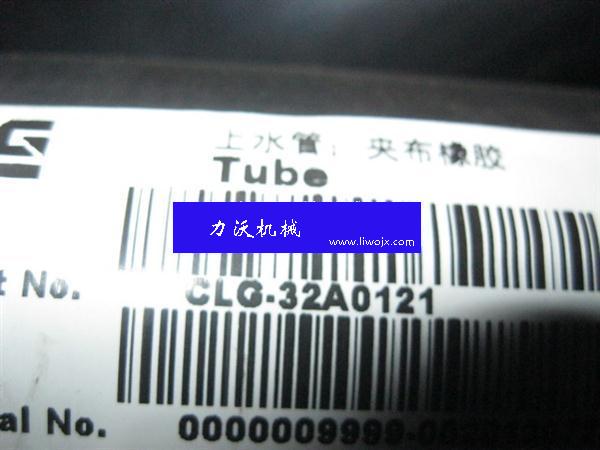 G
上水管; 夹布橡胶
Tube
力沃机械
www.liwojx.com
t No. CLG-32A0121
al No. 0000009999-